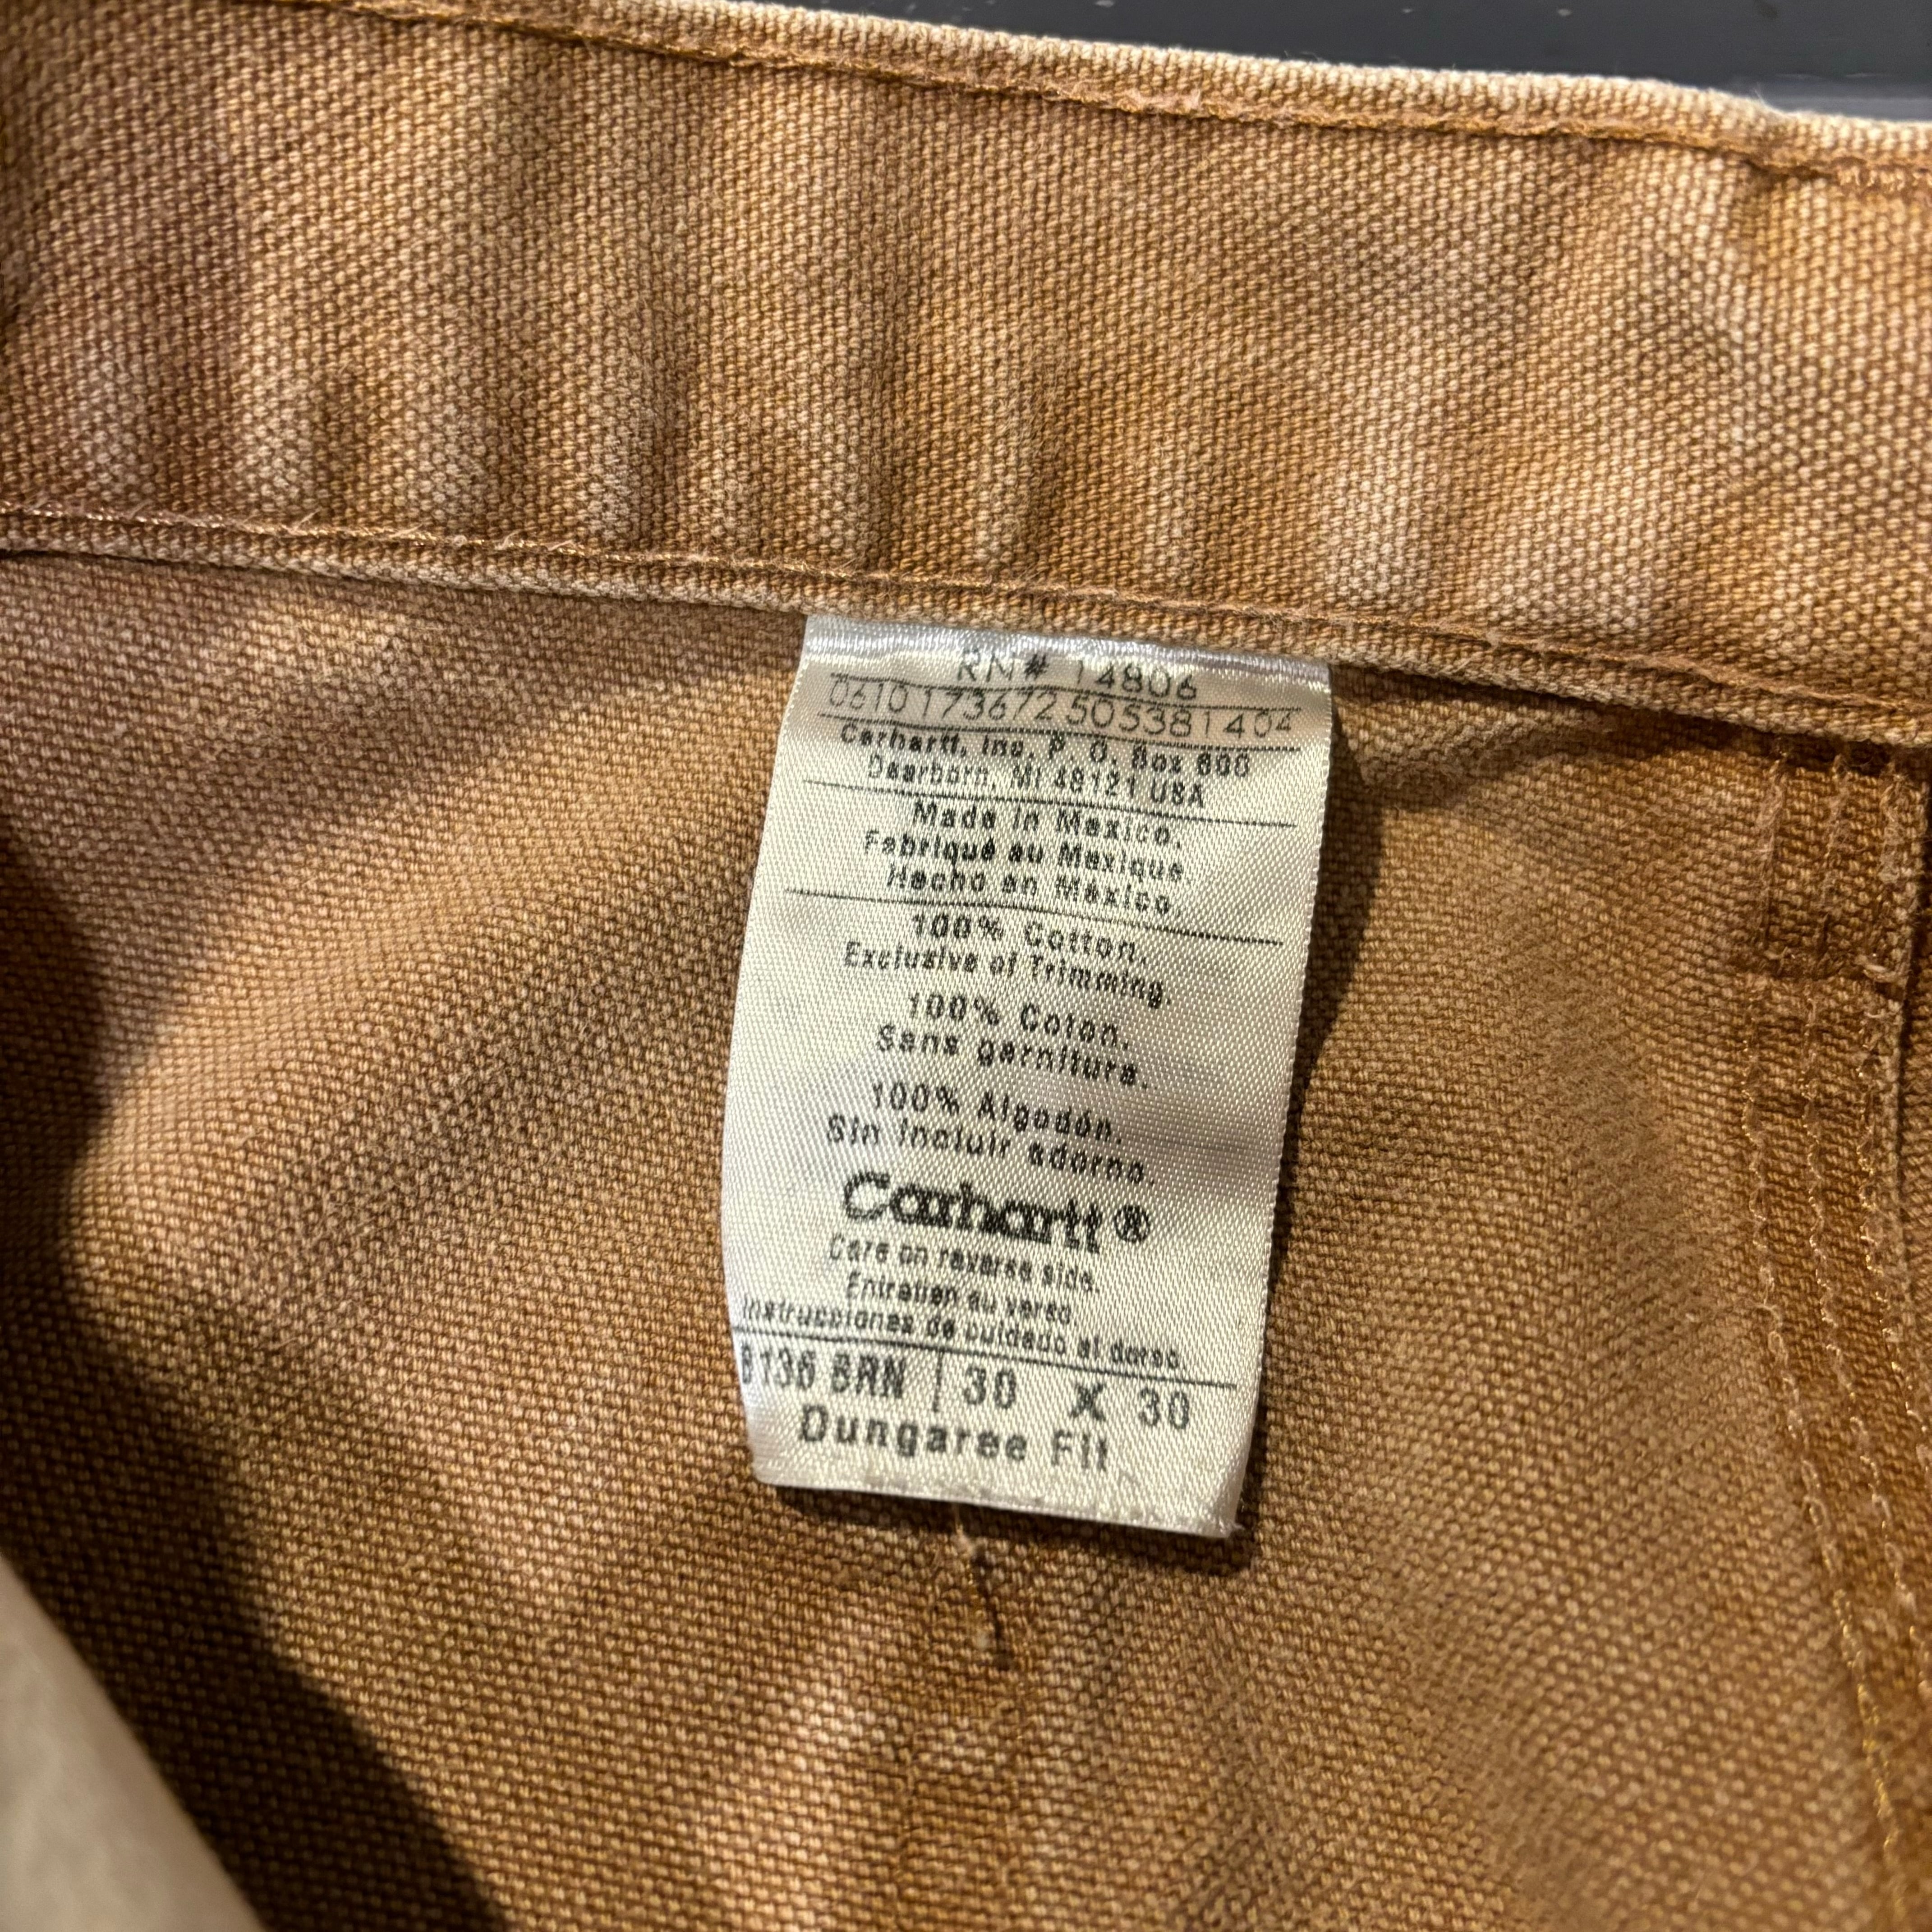 RN# 14806
0610173672505381404
Carhartt, Inc, P. O. Box 600
Dearborn, MI 48121 USA
Made in Mexico.
Fabriqué au Mexique
Hecho en México
100% Cotton.
Exclusive of Trimming.
100% Coton.
Sans garniture.
100% Algodón.
Sin incluir adorno.
Carhartt®
Care on reverse side.
Entretien au verso
Instrucciones de cuidado al dorso
B136 BRN | 30 X 30
Dungaree Fit